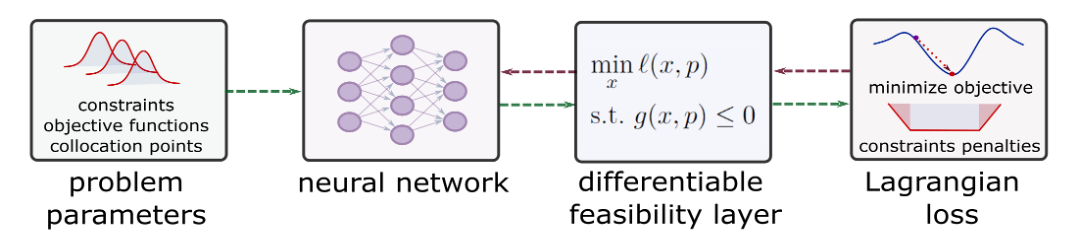 constraints
objective functions
collocation points
problem
parameters
neural network
min ℓ(x, p)
x
s.t. g(x, p) ≤ 0
differentiable
feasibility layer
minimize objective
constraints penalties
Lagrangian
loss